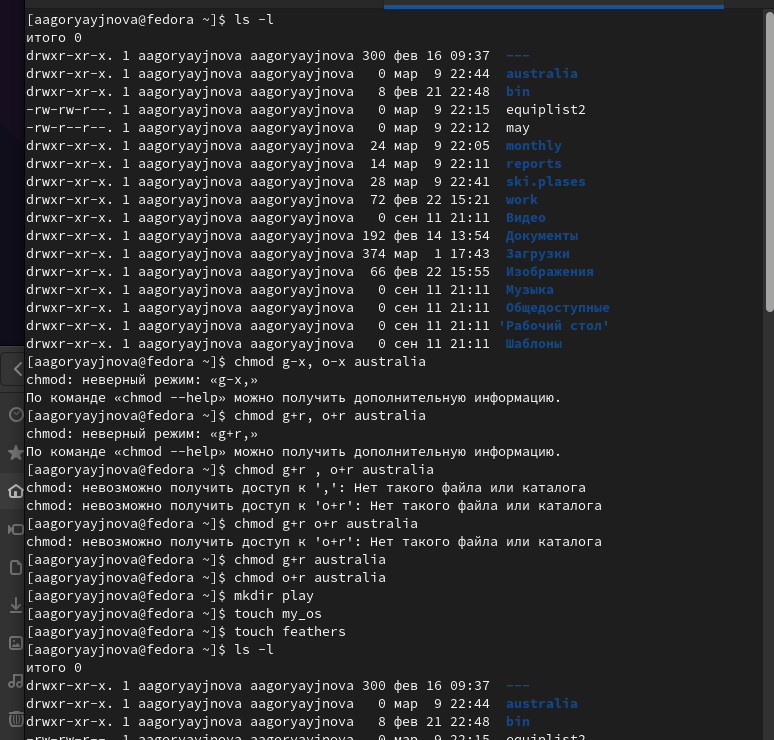 [aagoryayjnova@fedora ~]$ ls -l
итого 0
drwxr-xr-x. 1 aagoryayjnova aagoryayjnova 300 фев 16 09:37  ---
drwxr-xr-x. 1 aagoryayjnova aagoryayjnova   0 мар  9 22:44  australia
drwxr-xr-x. 1 aagoryayjnova aagoryayjnova   8 фев 21 22:48  bin
-rw-rw-r--. 1 aagoryayjnova aagoryayjnova   0 мар  9 22:15  equiplist2
-rw-r--r--. 1 aagoryayjnova aagoryayjnova   0 мар  9 22:12  may
drwxr-xr-x. 1 aagoryayjnova aagoryayjnova  24 мар  9 22:05  monthly
drwxr-xr-x. 1 aagoryayjnova aagoryayjnova  14 мар  9 22:11  reports
drwxr-xr-x. 1 aagoryayjnova aagoryayjnova  28 мар  9 22:41  ski.plases
drwxr-xr-x. 1 aagoryayjnova aagoryayjnova  72 фев 22 15:21  work
drwxr-xr-x. 1 aagoryayjnova aagoryayjnova   0 сен 11 21:11  Видео
drwxr-xr-x. 1 aagoryayjnova aagoryayjnova 192 фев 14 13:54  Документы
drwxr-xr-x. 1 aagoryayjnova aagoryayjnova 374 мар  1 17:43  Загрузки
drwxr-xr-x. 1 aagoryayjnova aagoryayjnova  66 фев 22 15:55  Изображения
drwxr-xr-x. 1 aagoryayjnova aagoryayjnova   0 сен 11 21:11  Музыка
drwxr-xr-x. 1 aagoryayjnova aagoryayjnova   0 сен 11 21:11  Общедоступные
drwxr-xr-x. 1 aagoryayjnova aagoryayjnova   0 сен 11 21:11 'Рабочий стол'
drwxr-xr-x. 1 aagoryayjnova aagoryayjnova   0 сен 11 21:11  Шаблоны
[aagoryayjnova@fedora ~]$ chmod g-x, o-x australia
chmod: неверный режим: «g-x,»
По команде «chmod --help» можно получить дополнительную информацию.
[aagoryayjnova@fedora ~]$ chmod g+r, o+r australia
chmod: неверный режим: «g+r,»
По команде «chmod --help» можно получить дополнительную информацию.
[aagoryayjnova@fedora ~]$ chmod g+r , o+r australia
chmod: невозможно получить доступ к ',': Нет такого файла или каталога
chmod: невозможно получить доступ к 'o+r': Нет такого файла или каталога
[aagoryayjnova@fedora ~]$ chmod g+r o+r australia
chmod: невозможно получить доступ к 'o+r': Нет такого файла или каталога
[aagoryayjnova@fedora ~]$ chmod g+r australia
[aagoryayjnova@fedora ~]$ chmod o+r australia
[aagoryayjnova@fedora ~]$ mkdir play
[aagoryayjnova@fedora ~]$ touch my_os
[aagoryayjnova@fedora ~]$ touch feathers
[aagoryayjnova@fedora ~]$ ls -l
итого 0
drwxr-xr-x. 1 aagoryayjnova aagoryayjnova 300 фев 16 09:37  ---
drwxr-xr-x. 1 aagoryayjnova aagoryayjnova   0 мар  9 22:44  australia
drwxr-xr-x. 1 aagoryayjnova aagoryayjnova   8 фев 21 22:48  bin
-rw-rw-r--. 1 aagoryayjnova aagoryayjnova   0 мар  9 22:15  equiplist2